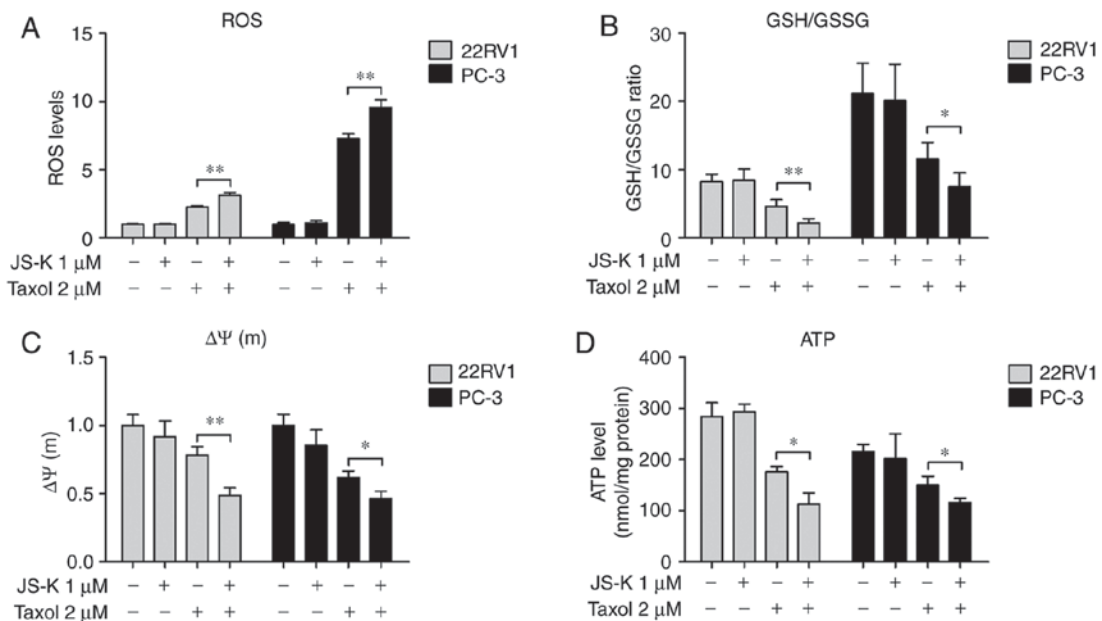 A
ROS
ROS levels
15
10
5
0
**
**
22RV1
PC-3
JS-K 1 μM – + – + – + – +
Taxol 2 μM – – + + – – + +
B
GSH/GSSG
GSH/GSSG ratio
30
20
10
0
**
*
22RV1
PC-3
JS-K 1 μM – + – + – + – +
Taxol 2 μM – – + + – – + +
C
ΔΨ (m)
ΔΨ (m)
1.5
1.0
0.5
0.0
**
*
22RV1
PC-3
JS-K 1 μM – + – + – + – +
Taxol 2 μM – – + + – – + +
D
ATP
ATP level
(nmol/mg protein)
400
300
200
100
0
*
*
22RV1
PC-3
JS-K 1 μM – + – + – + – +
Taxol 2 μM – – + + – – + +